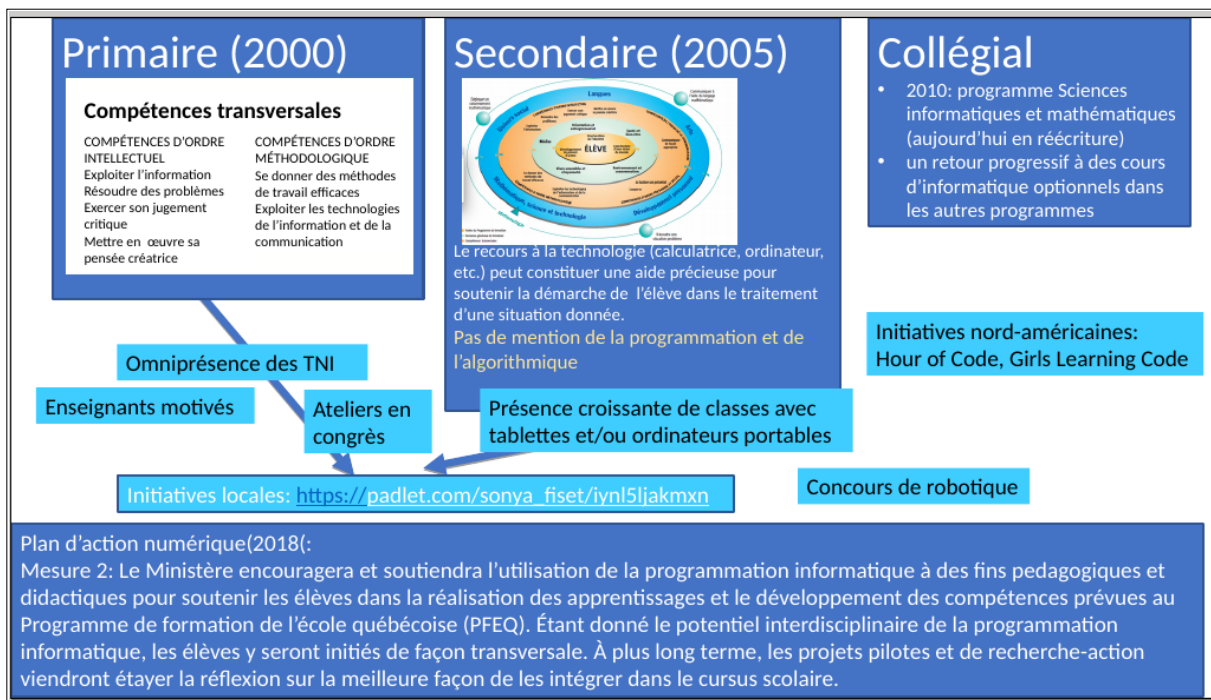 Primaire (2000)
Compétences transversales
COMPÉTENCES D'ORDRE
INTELLECTUEL
Exploiter l'information
Résoudre des problèmes
Exercer son jugement
critique
Mettre en œuvre sa
pensée créatrice
COMPÉTENCES D'ORDRE
MÉTHODOLOGIQUE
Se donner des méthodes
de travail efficaces
Exploiter les technologies
de l'information et de la
communication
Secondaire (2005)
Langues
Arts
Univers social
Mathématique, science et technologie
Développement personnel
ÉLÈVE
Le recours à la technologie (calculatrice, ordinateur,
etc.) peut constituer une aide précieuse pour
soutenir la démarche de l'élève dans le traitement
d'une situation donnée.
Pas de mention de la programmation et de
l'algorithmique
Collégial
• 2010: programme Sciences
informatiques et mathématiques
(aujourd'hui en réécriture)
• un retour progressif à des cours
d'informatique optionnels dans
les autres programmes
Initiatives nord-américaines:
Hour of Code, Girls Learning Code
Omniprésence des TNI
Enseignants motivés
Ateliers en
congrès
Présence croissante de classes avec
tablettes et/ou ordinateurs portables
Initiatives locales: https://padlet.com/sonya_fiset/iynl5ljakmxn
Concours de robotique
Plan d'action numérique(2018(:
Mesure 2: Le Ministère encouragera et soutiendra l'utilisation de la programmation informatique à des fins pedagogiques et
didactiques pour soutenir les élèves dans la réalisation des apprentissages et le développement des compétences prévues au
Programme de formation de l'école québécoise (PFEQ). Étant donné le potentiel interdisciplinaire de la programmation
informatique, les élèves y seront initiés de façon transversale. À plus long terme, les projets pilotes et de recherche-action
viendront étayer la réflexion sur la meilleure façon de les intégrer dans le cursus scolaire.